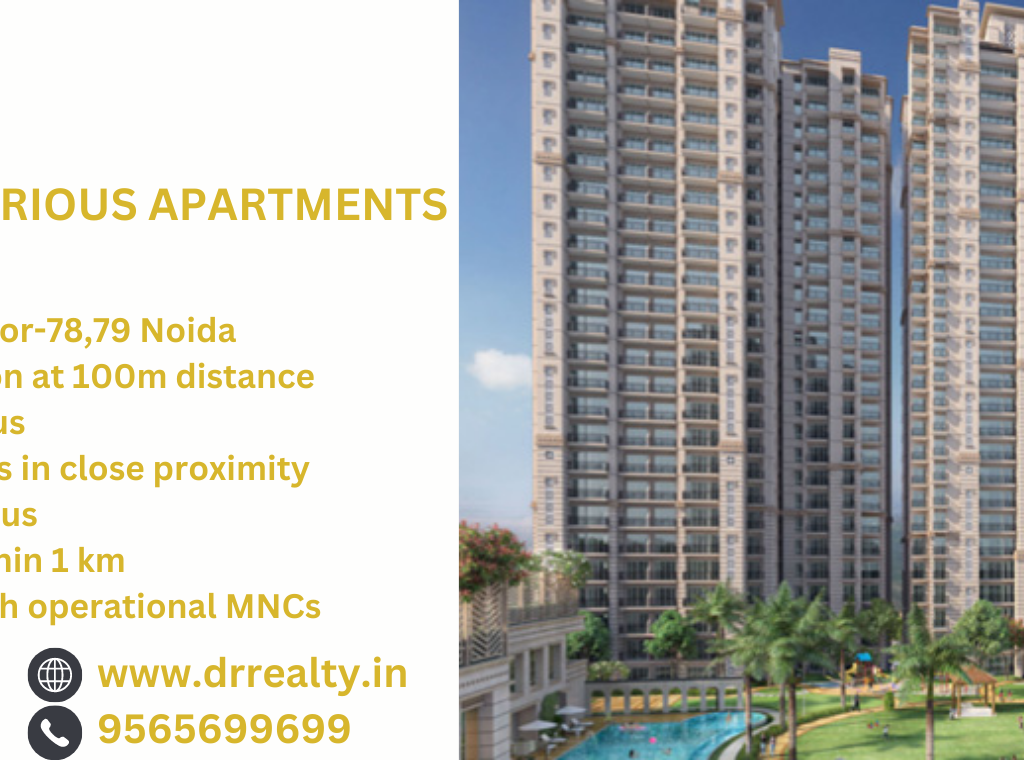 RIOUS APARTMENTS
or-78,79 Noida
on at 100m distance
us
s in close proximity
us
hin 1 km
h operational MNCs
www.drrealty.in
9565699699